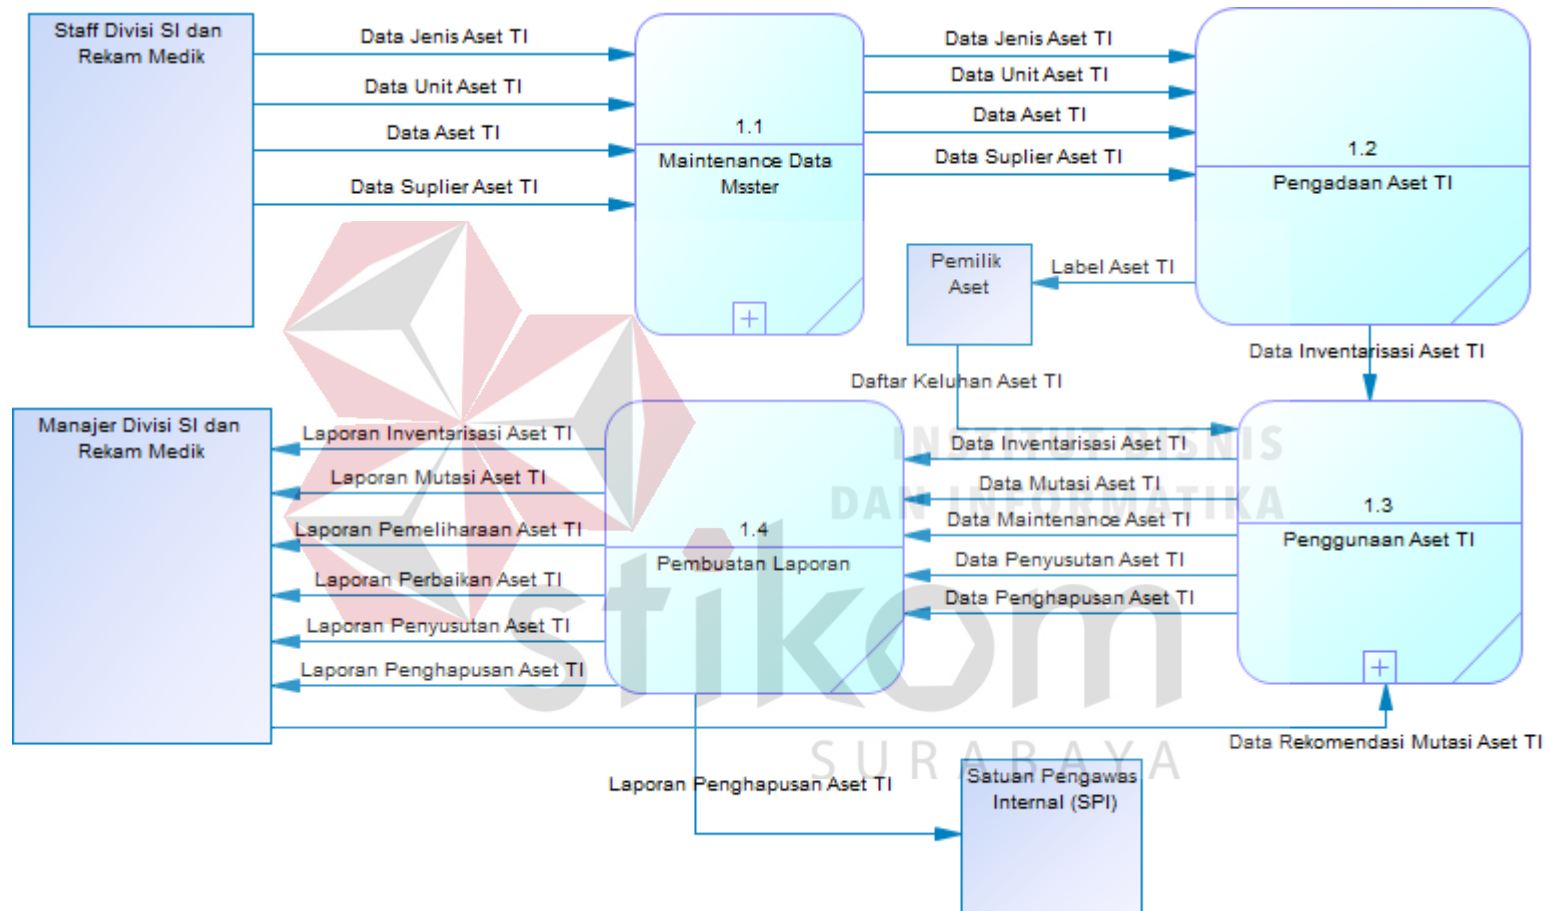 Staff Divisi SI dan
Rekam Medik
Data Jenis Aset TI
Data Unit Aset TI
Data Aset TI
Data Suplier Aset TI
1.1
Maintenance Data
Msster
Data Jenis Aset TI
Data Unit Aset TI
Data Aset TI
Data Suplier Aset TI
1.2
Pengadaan Aset TI
Pemilik
Aset
Label Aset TI
Data Inventarisasi Aset TI
Daftar Keluhan Aset TI
Manajer Divisi SI dan
Rekam Medik
Laporan Inventarisasi Aset TI
Laporan Mutasi Aset TI
Laporan Pemeliharaan Aset TI
Laporan Perbaikan Aset TI
Laporan Penyusutan Aset TI
Laporan Penghapusan Aset TI
1.4
Pembuatan Laporan
Data Inventarisasi Aset TI
Data Mutasi Aset TI
Data Maintenance Aset TI
Data Penyusutan Aset TI
Data Penghapusan Aset TI
1.3
Penggunaan Aset TI
Data Rekomendasi Mutasi Aset TI
Laporan Penghapusan Aset TI
Satuan Pengawas
Internal (SPI)
INSTITUT BISNIS
DAN INFORMATIKA
stikom
SURABAYA